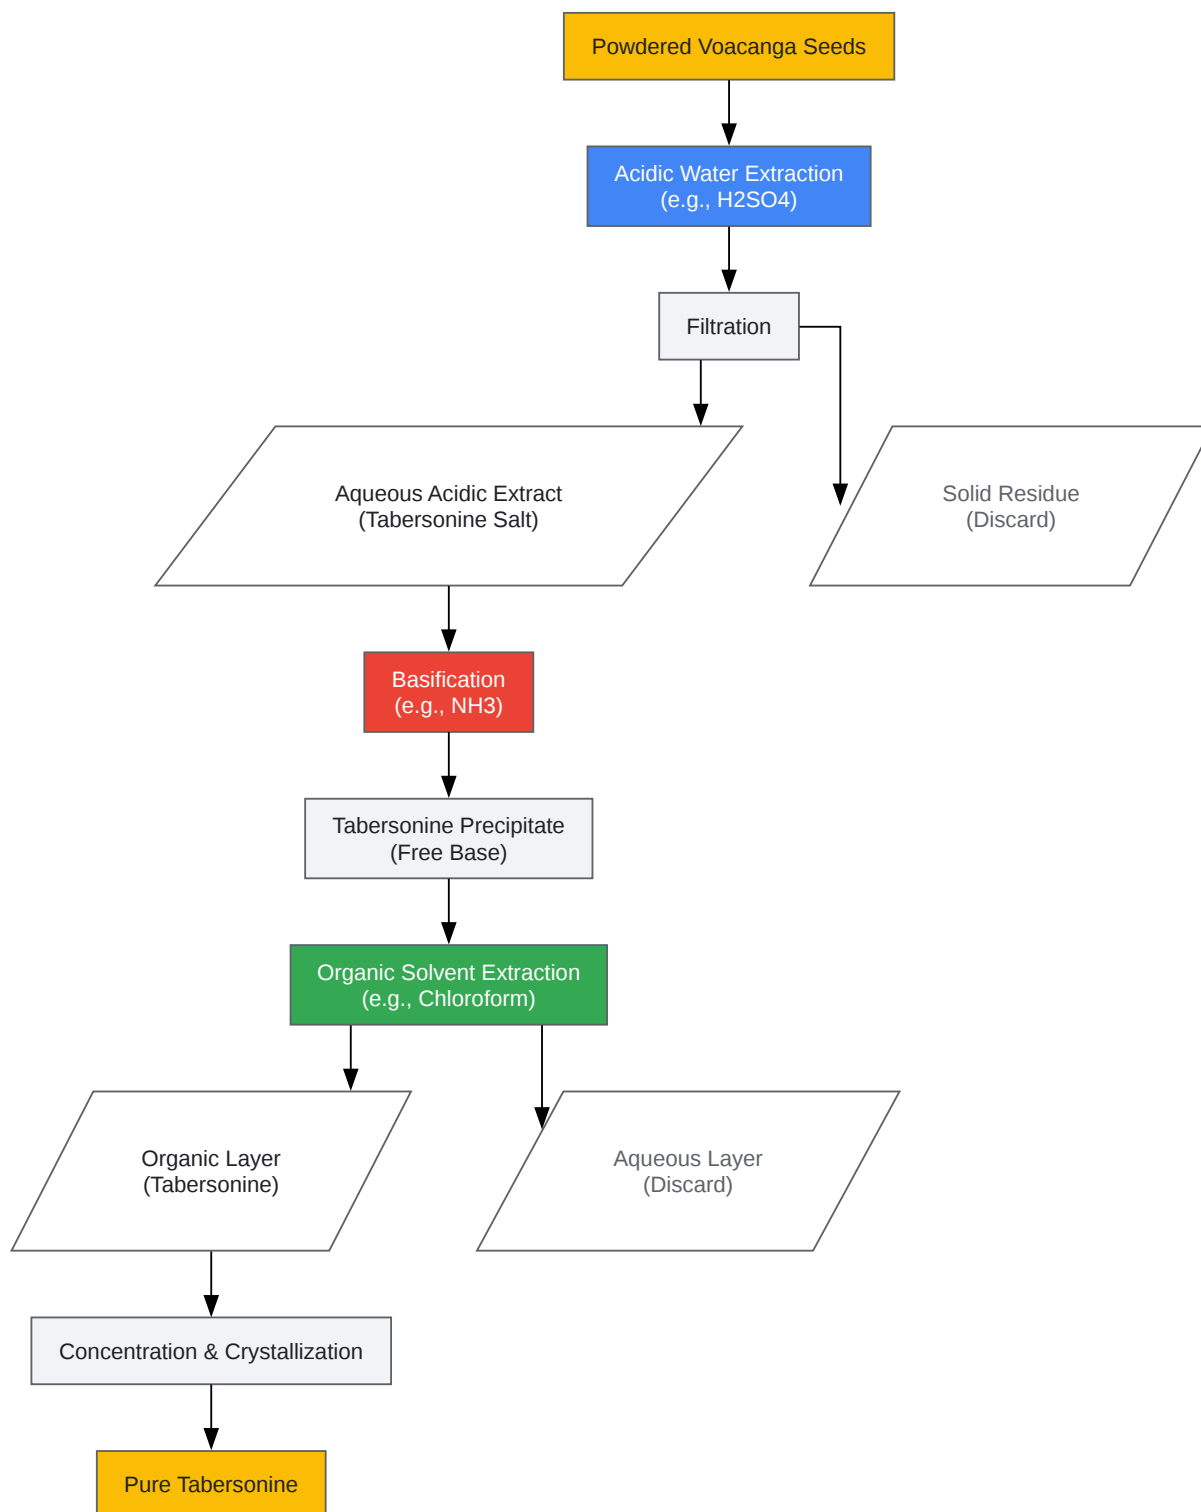 Powdered Voacanga Seeds
Acidic Water Extraction
(e.g., H2SO4)
Filtration
Aqueous Acidic Extract
(Tabersonine Salt)
Solid Residue
(Discard)
Basification
(e.g., NH3)
Tabersonine Precipitate
(Free Base)
Organic Solvent Extraction
(e.g., Chloroform)
Organic Layer
(Tabersonine)
Aqueous Layer
(Discard)
Concentration & Crystallization
Pure Tabersonine